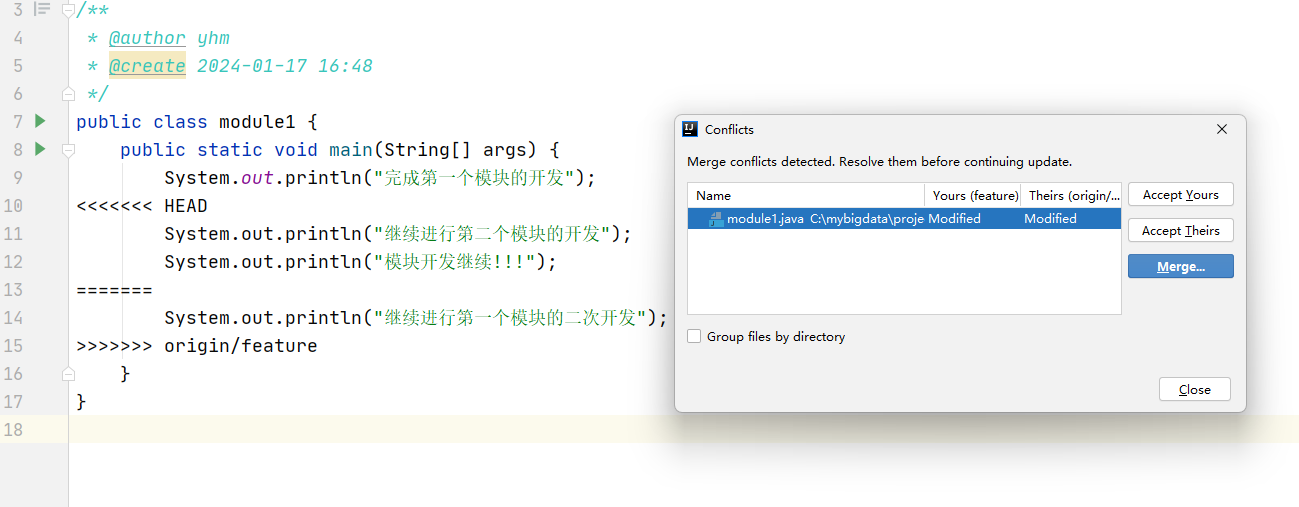 3 /**
4 * @author yhm
5 * @create 2024-01-17 16:48
6 */
7 public class module1 {
8 public static void main(String[] args) {
9 System.out.println("完成第一个模块的开发");
10 <<<<<<< HEAD
11 System.out.println("继续进行第二个模块的开发");
12 System.out.println("模块开发继续!!!");
13 =======
14 System.out.println("继续进行第一个模块的二次开发");
15 >>>>>>> origin/feature
16 }
17 }
18
Conflicts
Merge conflicts detected. Resolve them before continuing update.
Name Yours (feature) Theirs (origin/...
module1.java C:\mybigdata\proje Modified Modified
Accept Yours
Accept Theirs
Merge...
Group files by directory
Close